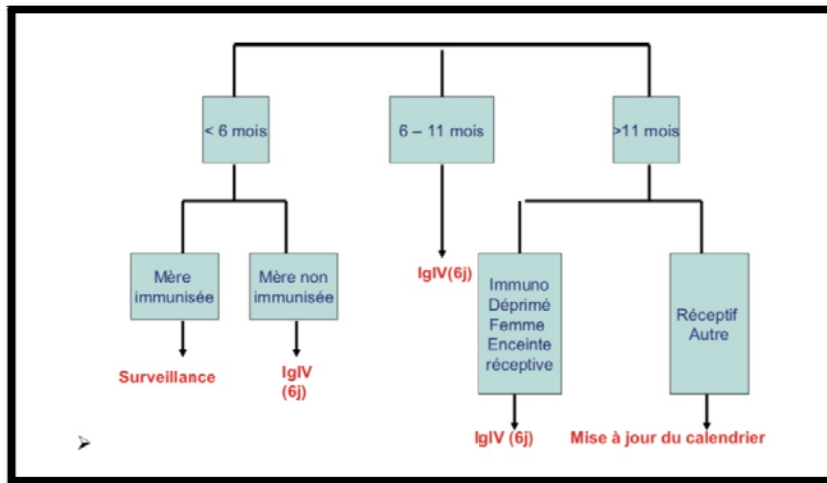 < 6 mois
6 – 11 mois
>11 mois
Mère
immunisée
Mère non
immunisée
IgIV(6j)
Immuno
Déprimé
Femme
Enceinte
réceptive
Réceptif
Autre
Surveillance
IgIV
(6j)
IgIV (6j)
Mise à jour du calendrier